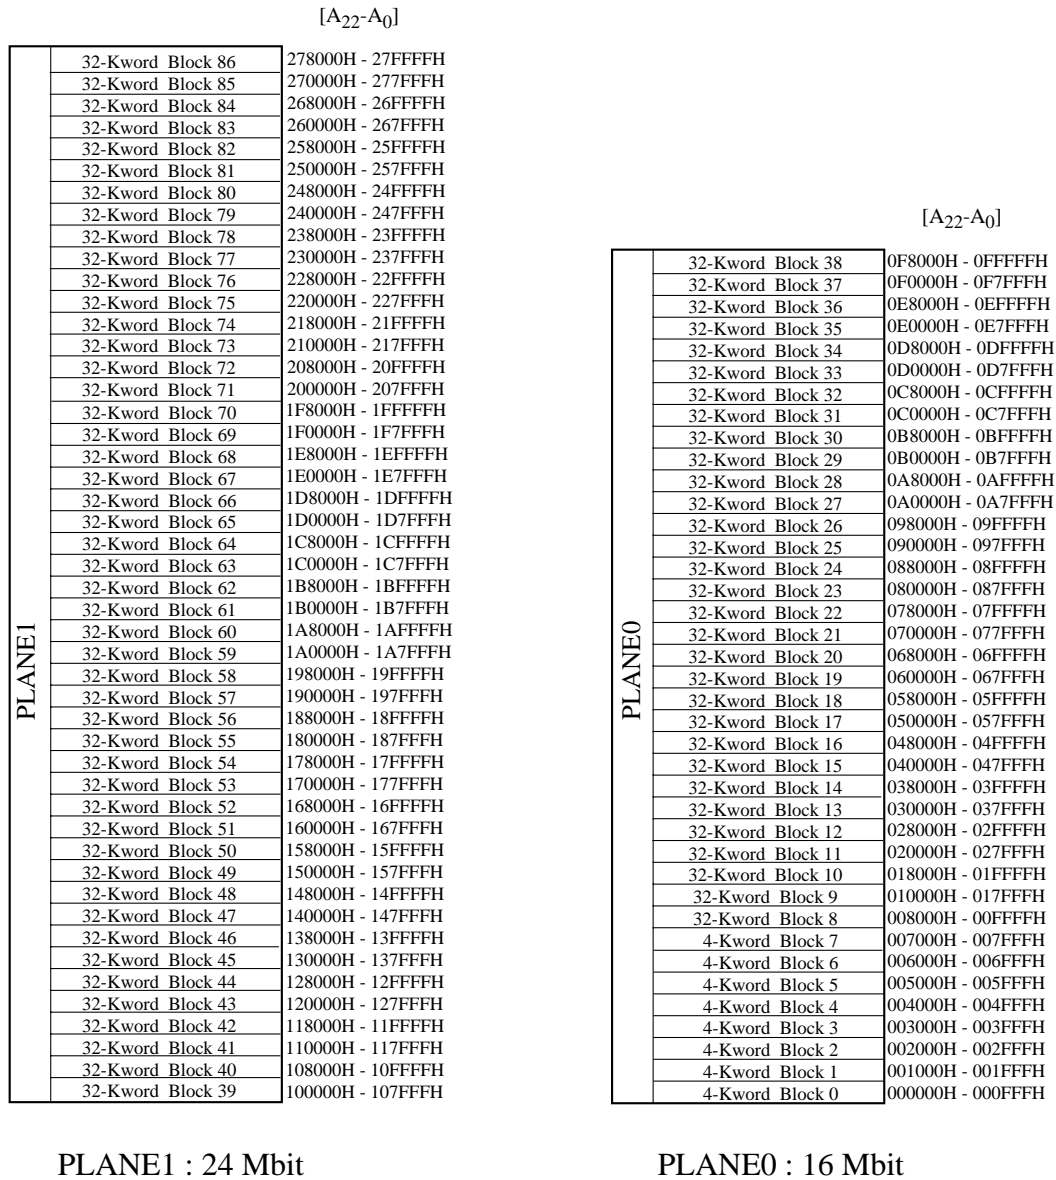 [A22-A0]
PLANE1
32-Kword Block 86 278000H - 27FFFFH
32-Kword Block 85 270000H - 277FFFH
32-Kword Block 84 268000H - 26FFFFH
32-Kword Block 83 260000H - 267FFFH
32-Kword Block 82 258000H - 25FFFFH
32-Kword Block 81 250000H - 257FFFH
32-Kword Block 80 248000H - 24FFFFH
32-Kword Block 79 240000H - 247FFFH
32-Kword Block 78 238000H - 23FFFFH
32-Kword Block 77 230000H - 237FFFH
32-Kword Block 76 228000H - 22FFFFH
32-Kword Block 75 220000H - 227FFFH
32-Kword Block 74 218000H - 21FFFFH
32-Kword Block 73 210000H - 217FFFH
32-Kword Block 72 208000H - 20FFFFH
32-Kword Block 71 200000H - 207FFFH
32-Kword Block 70 1F8000H - 1FFFFFH
32-Kword Block 69 1F0000H - 1F7FFFH
32-Kword Block 68 1E8000H - 1EFFFFH
32-Kword Block 67 1E0000H - 1E7FFFH
32-Kword Block 66 1D8000H - 1DFFFFH
32-Kword Block 65 1D0000H - 1D7FFFH
32-Kword Block 64 1C8000H - 1CFFFFH
32-Kword Block 63 1C0000H - 1C7FFFH
32-Kword Block 62 1B8000H - 1BFFFFH
32-Kword Block 61 1B0000H - 1B7FFFH
32-Kword Block 60 1A8000H - 1AFFFFH
32-Kword Block 59 1A0000H - 1A7FFFH
32-Kword Block 58 198000H - 19FFFFH
32-Kword Block 57 190000H - 197FFFH
32-Kword Block 56 188000H - 18FFFFH
32-Kword Block 55 180000H - 187FFFH
32-Kword Block 54 178000H - 17FFFFH
32-Kword Block 53 170000H - 177FFFH
32-Kword Block 52 168000H - 16FFFFH
32-Kword Block 51 160000H - 167FFFH
32-Kword Block 50 158000H - 15FFFFH
32-Kword Block 49 150000H - 157FFFH
32-Kword Block 48 148000H - 14FFFFH
32-Kword Block 47 140000H - 147FFFH
32-Kword Block 46 138000H - 13FFFFH
32-Kword Block 45 130000H - 137FFFH
32-Kword Block 44 128000H - 12FFFFH
32-Kword Block 43 120000H - 127FFFH
32-Kword Block 42 118000H - 11FFFFH
32-Kword Block 41 110000H - 117FFFH
32-Kword Block 40 108000H - 10FFFFH
32-Kword Block 39 100000H - 107FFFH
PLANE1 : 24 Mbit
[A22-A0]
PLANE0
32-Kword Block 38 0F8000H - 0FFFFFH
32-Kword Block 37 0F0000H - 0F7FFFH
32-Kword Block 36 0E8000H - 0EFFFFH
32-Kword Block 35 0E0000H - 0E7FFFH
32-Kword Block 34 0D8000H - 0DFFFFH
32-Kword Block 33 0D0000H - 0D7FFFH
32-Kword Block 32 0C8000H - 0CFFFFH
32-Kword Block 31 0C0000H - 0C7FFFH
32-Kword Block 30 0B8000H - 0BFFFFH
32-Kword Block 29 0B0000H - 0B7FFFH
32-Kword Block 28 0A8000H - 0AFFFFH
32-Kword Block 27 0A0000H - 0A7FFFH
32-Kword Block 26 098000H - 09FFFFH
32-Kword Block 25 090000H - 097FFFH
32-Kword Block 24 088000H - 08FFFFH
32-Kword Block 23 080000H - 087FFFH
32-Kword Block 22 078000H - 07FFFFH
32-Kword Block 21 070000H - 077FFFH
32-Kword Block 20 068000H - 06FFFFH
32-Kword Block 19 060000H - 067FFFH
32-Kword Block 18 058000H - 05FFFFH
32-Kword Block 17 050000H - 057FFFH
32-Kword Block 16 048000H - 04FFFFH
32-Kword Block 15 040000H - 047FFFH
32-Kword Block 14 038000H - 03FFFFH
32-Kword Block 13 030000H - 037FFFH
32-Kword Block 12 028000H - 02FFFFH
32-Kword Block 11 020000H - 027FFFH
32-Kword Block 10 018000H - 01FFFFH
32-Kword Block 9 010000H - 017FFFH
32-Kword Block 8 008000H - 00FFFFH
4-Kword Block 7 007000H - 007FFFH
4-Kword Block 6 006000H - 006FFFH
4-Kword Block 5 005000H - 005FFFH
4-Kword Block 4 004000H - 004FFFH
4-Kword Block 3 003000H - 003FFFH
4-Kword Block 2 002000H - 002FFFH
4-Kword Block 1 001000H - 001FFFH
4-Kword Block 0 000000H - 000FFFH
PLANE0 : 16 Mbit